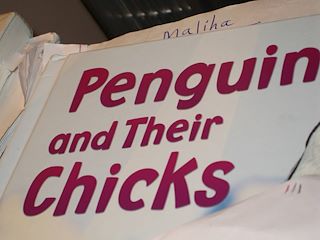 Maliha
Penguin
and Their
Chicks